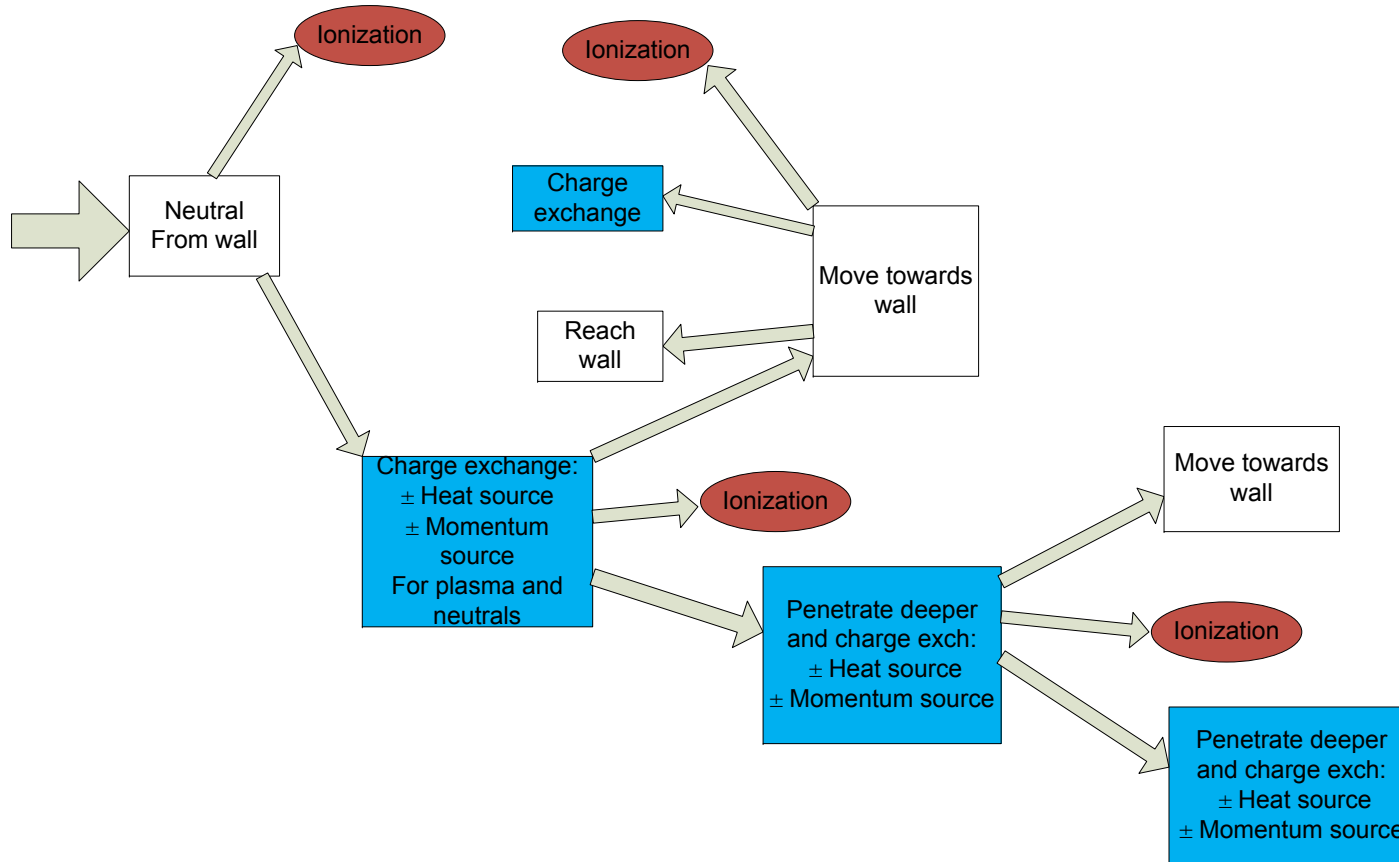 Ionization
Ionization
Neutral
From wall
Charge
exchange
Move towards
wall
Reach
wall
Charge exchange:
± Heat source
± Momentum
source
For plasma and
neutrals
Ionization
Move towards
wall
Penetrate deeper
and charge exch:
± Heat source
± Momentum source
Ionization
Penetrate deeper
and charge exch:
± Heat source
± Momentum source